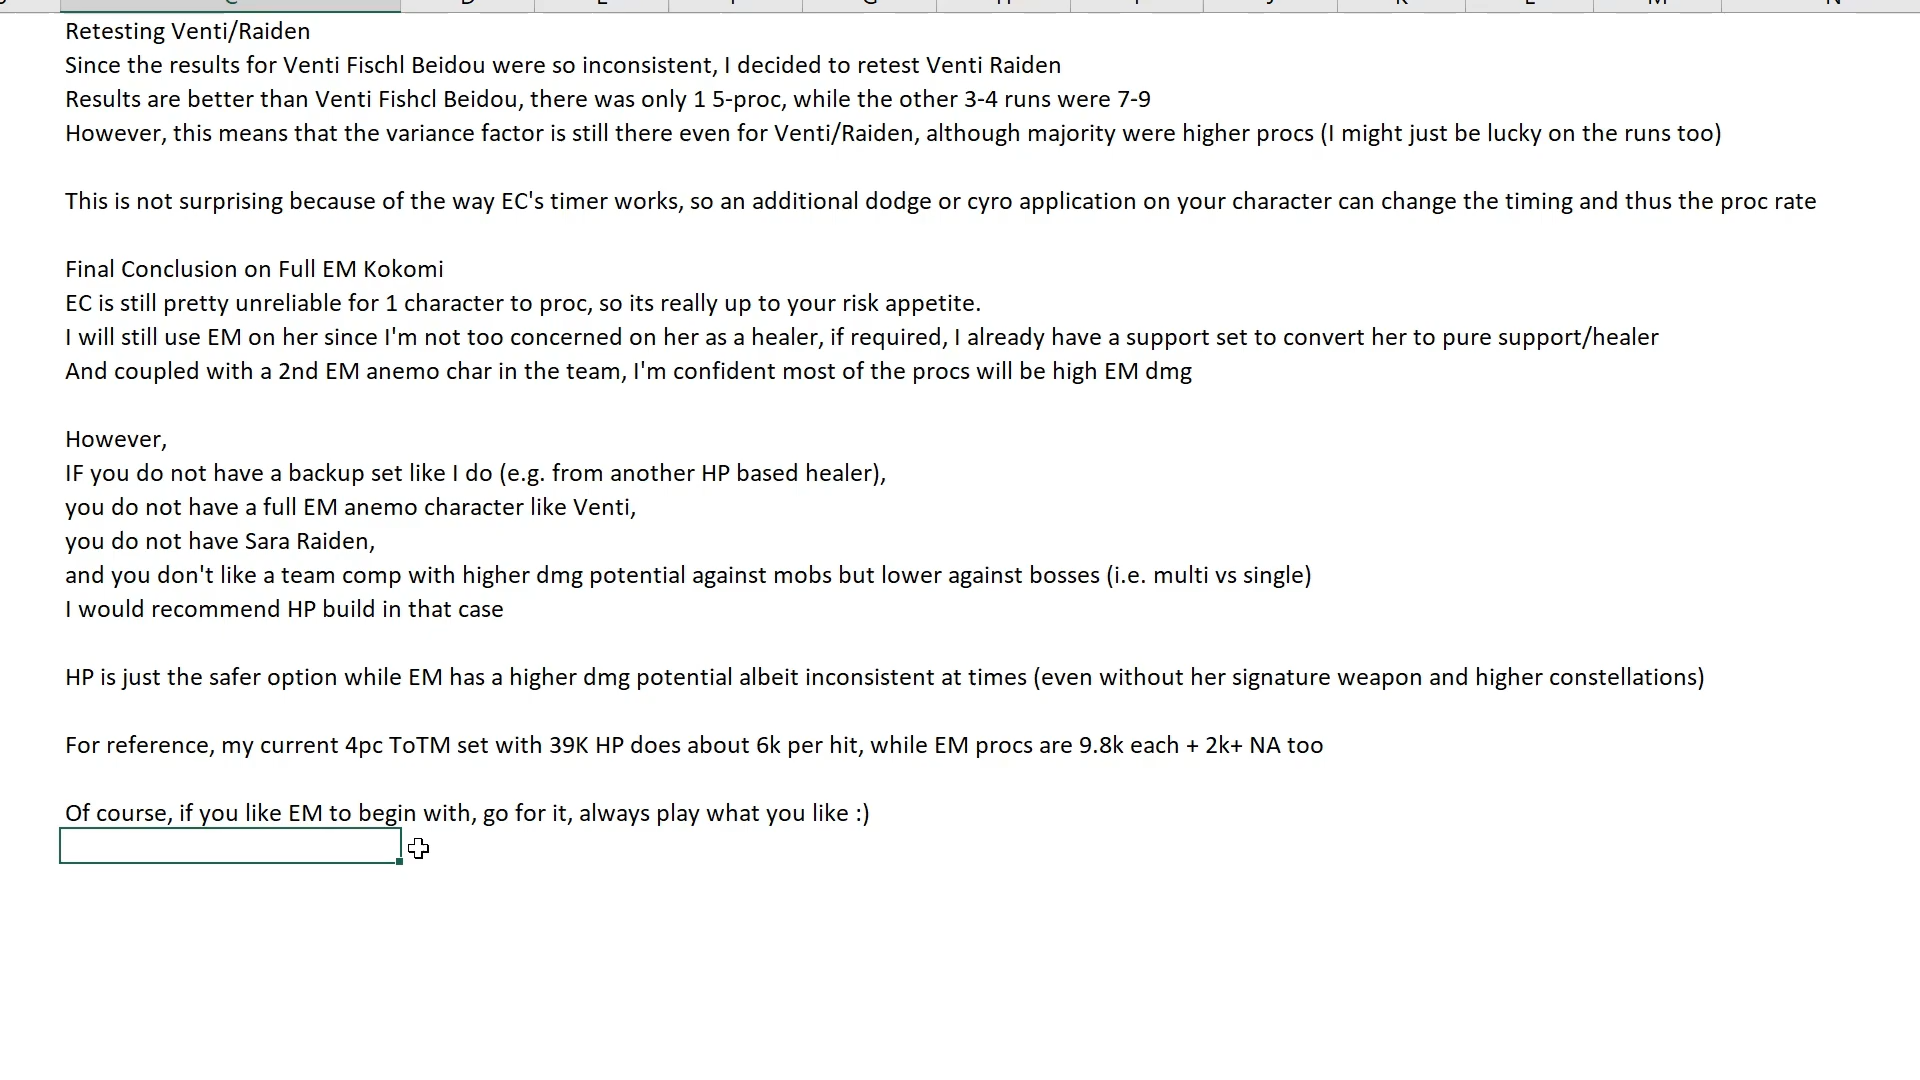 Retesting Venti/Raiden
Since the results for Venti Fischl Beidou were so inconsistent, I decided to retest Venti Raiden
Results are better than Venti Fishcl Beidou, there was only 1 5-proc, while the other 3-4 runs were 7-9
However, this means that the variance factor is still there even for Venti/Raiden, although majority were higher procs (I might just be lucky on the runs too)
This is not surprising because of the way EC's timer works, so an additional dodge or cyro application on your character can change the timing and thus the proc rate
Final Conclusion on Full EM Kokomi
EC is still pretty unreliable for 1 character to proc, so its really up to your risk appetite.
I will still use EM on her since I'm not too concerned on her as a healer, if required, I already have a support set to convert her to pure support/healer
And coupled with a 2nd EM anemo char in the team, I'm confident most of the procs will be high EM dmg
However,
IF you do not have a backup set like I do (e.g. from another HP based healer),
you do not have a full EM anemo character like Venti,
you do not have Sara Raiden,
and you don't like a team comp with higher dmg potential against mobs but lower against bosses (i.e. multi vs single)
I would recommend HP build in that case
HP is just the safer option while EM has a higher dmg potential albeit inconsistent at times (even without her signature weapon and higher constellations)
For reference, my current 4pc ToTM set with 39K HP does about 6k per hit, while EM procs are 9.8k each + 2k+ NA too
Of course, if you like EM to begin with, go for it, always play what you like :)